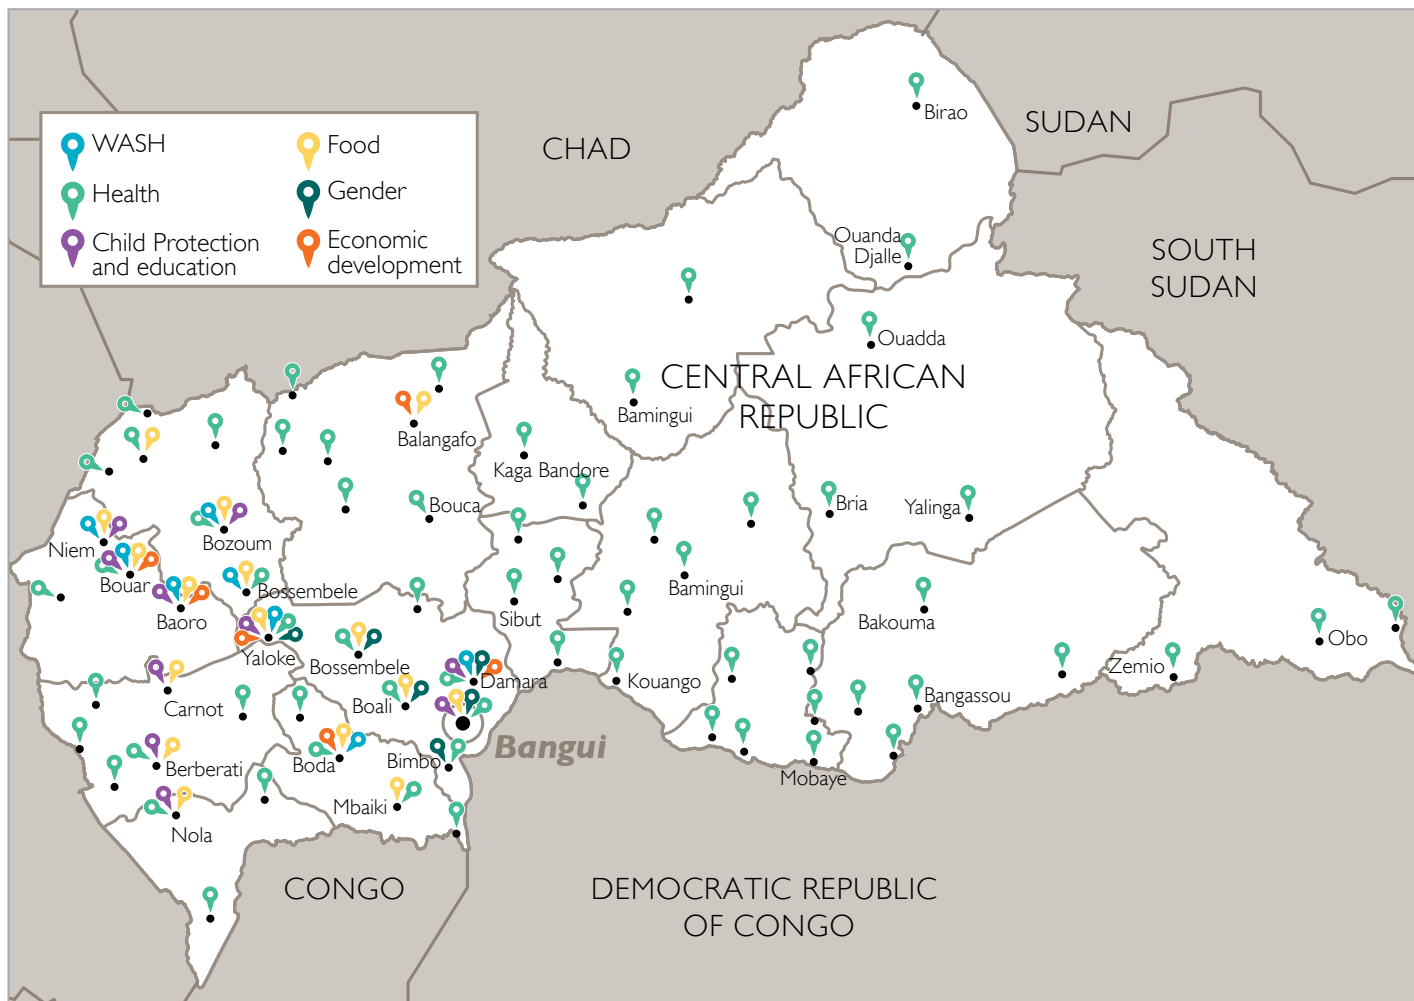 WASH
Health
Child Protection
and education
Food
Gender
Economic
development
CHAD
SUDAN
SOUTH
SUDAN
CENTRAL AFRICAN
REPUBLIC
CONGO
DEMOCRATIC REPUBLIC
OF CONGO
Birao
Ouanda
Djalle
Ouadda
Bamingui
Balangafo
Kaga Bandore
Bouca
Bria
Yalinga
Niem
Bozoum
Bouar
Bossembele
Baoro
Sibut
Bamingui
Bakouma
Obo
Yaloke
Bossembele
Damara
Kouango
Zemio
Carnot
Boali
Bangassou
Bangui
Berberati
Boda
Bimbo
Mobaye
Mbaiki
Nola